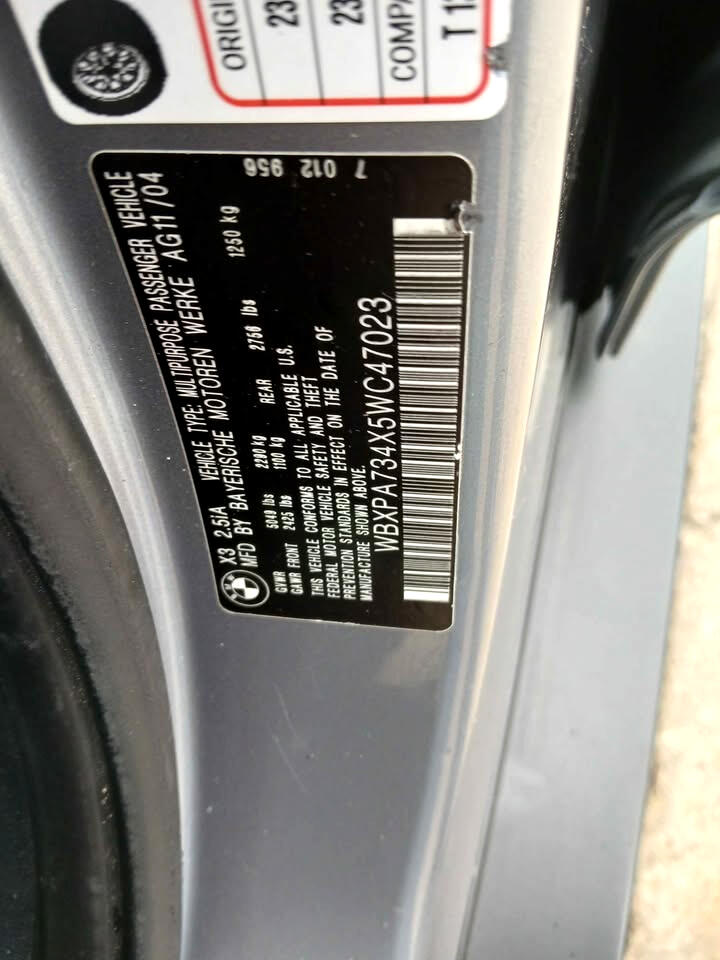 ORIGI
23
23
COMPA
T 13
X3 2.5iA VEHICLE TYPE: MULTIPURPOSE PASSENGER VEHICLE
MFD BY BAYERISCHE MOTOREN WERKE AG 11/04
GVWR 5049 lbs 2290 kg
GAWR FRONT 2425 lbs 1100 kg REAR 2756 lbs 1250 kg
THIS VEHICLE CONFORMS TO ALL APPLICABLE U.S.
FEDERAL MOTOR VEHICLE SAFETY AND THEFT
PREVENTION STANDARDS IN EFFECT ON THE DATE OF
MANUFACTURE SHOWN ABOVE.
WBXPA734X5WC47023
7 012 956